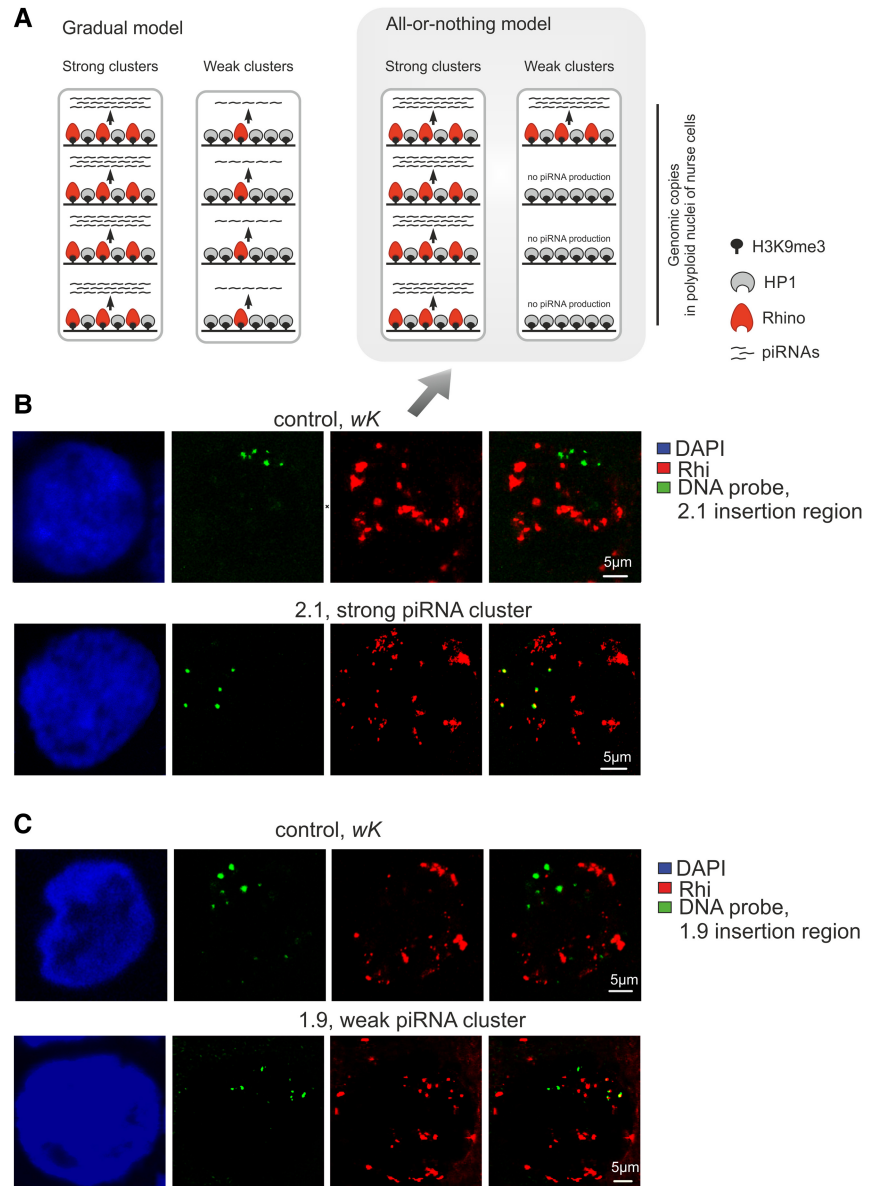 A
Gradual model
All-or-nothing model
Strong clusters
Weak clusters
Strong clusters
Weak clusters
no piRNA production
no piRNA production
no piRNA production
Genomic copies
in polyploid nuclei of nurse cells
H3K9me3
HP1
Rhino
piRNAs
B
control, wK
DAPI
Rhi
DNA probe,
2.1 insertion region
5µm
2.1, strong piRNA cluster
5µm
C
control, wK
DAPI
Rhi
DNA probe,
1.9 insertion region
5µm
1.9, weak piRNA cluster
5µm